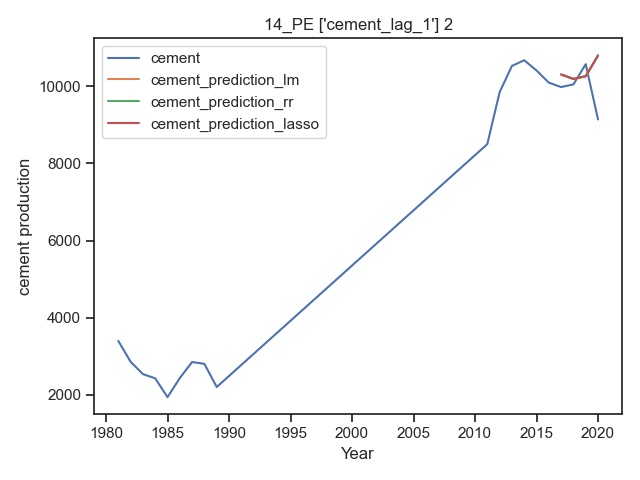 14_PE ['cement_lag_1'] 2
cement
cement_prediction_lm
cement_prediction_rr
cement_prediction_lasso
cement production
10000
8000
6000
4000
2000
1980 1985 1990 1995 2000 2005 2010 2015 2020
Year